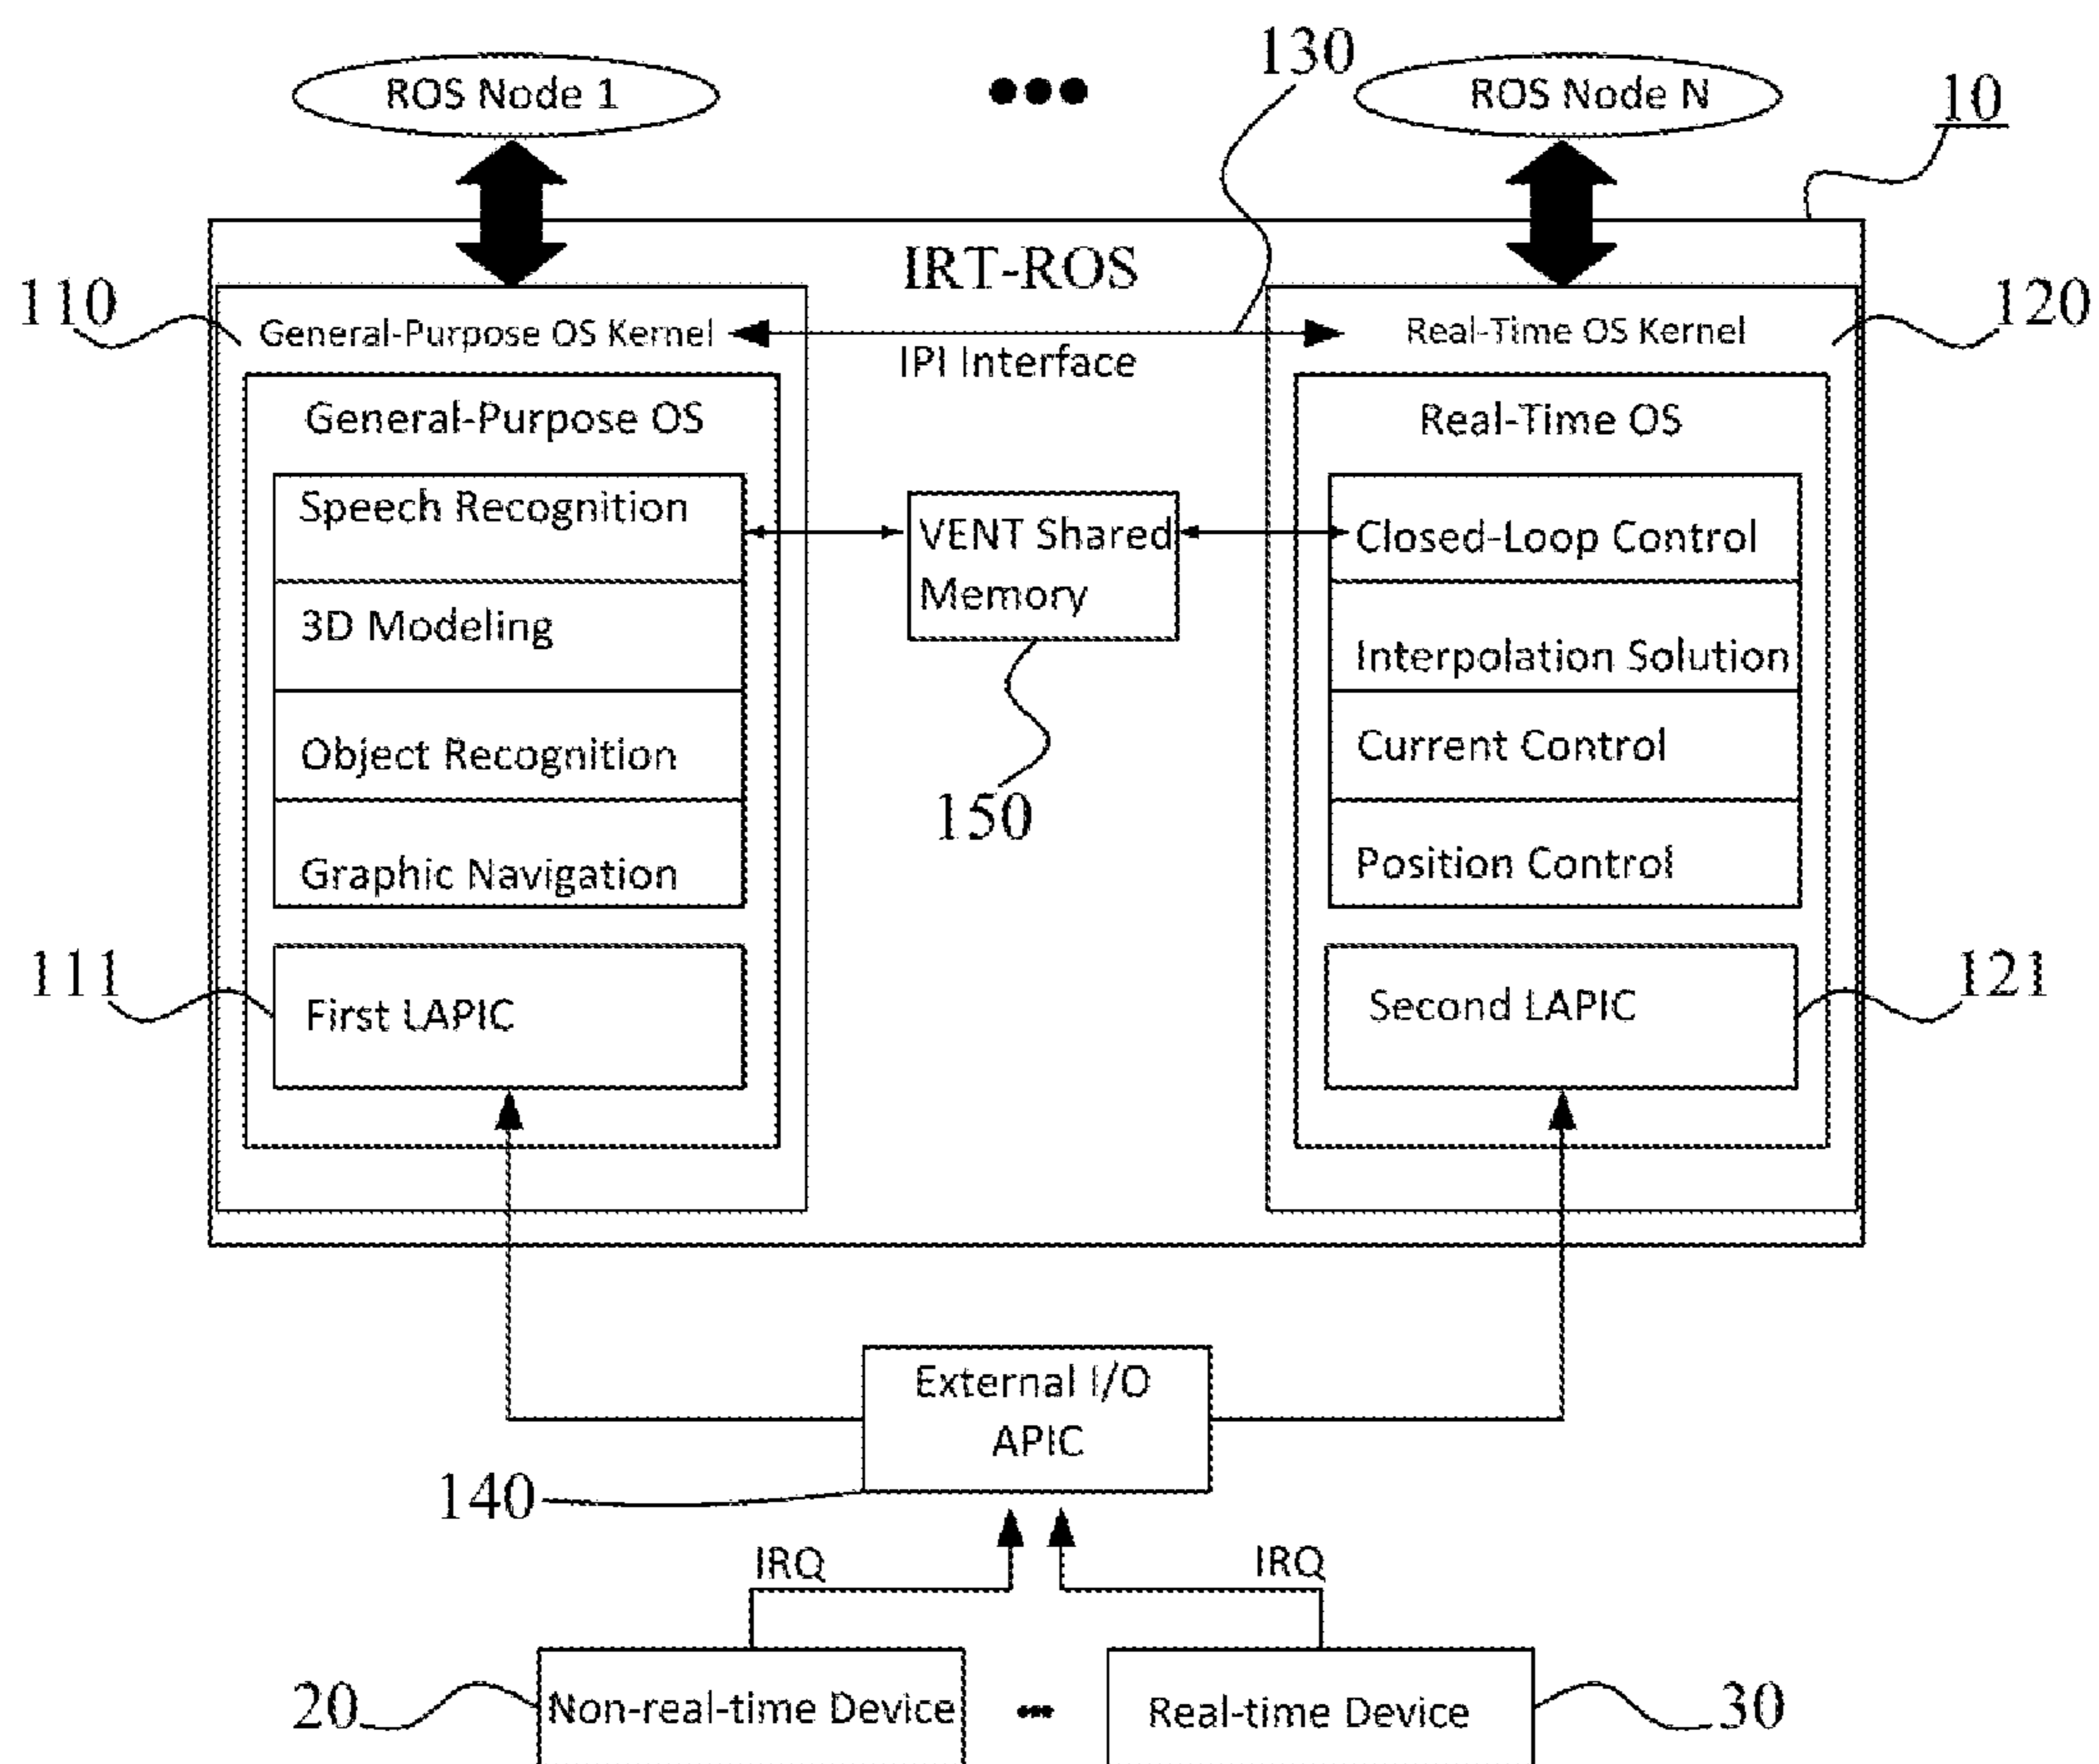 130
ROS Node 1
ROS Node N
10
IRT-ROS
110
General-Purpose OS Kernel
IPI Interface
Real-Time OS Kernel
120
General-Purpose OS
Real-Time OS
Speech Recognition
VENT Shared
Memory
Closed-Loop Control
3D Modeling
Interpolation Solution
Object Recognition
Current Control
150
Graphic Navigation
Position Control
111
First LAPIC
Second LAPIC
121
External I/O
APIC
140
IRQ
IRQ
20
Non-real-time Device
Real-time Device
30